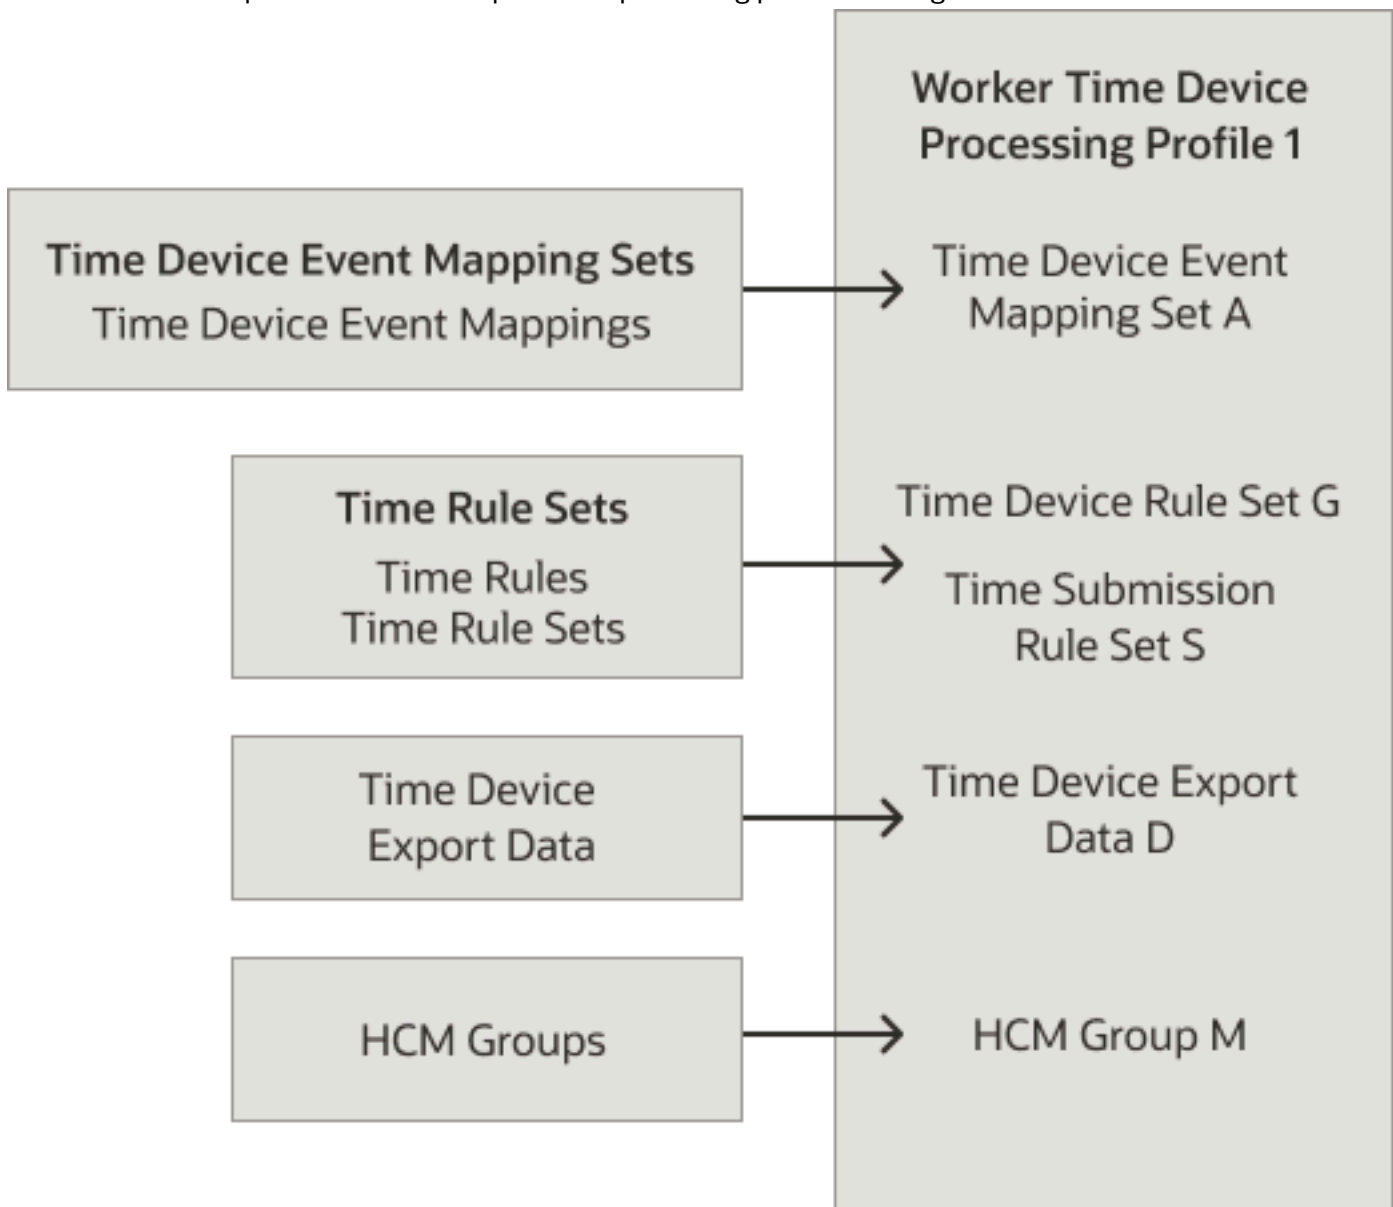 Worker Time Device
Processing Profile 1
Time Device Event Mapping Sets
Time Device Event Mappings
Time Device Event
Mapping Set A
Time Rule Sets
Time Rules
Time Rule Sets
Time Device Rule Set G
Time Submission
Rule Set S
Time Device
Export Data
Time Device Export
Data D
HCM Groups
HCM Group M